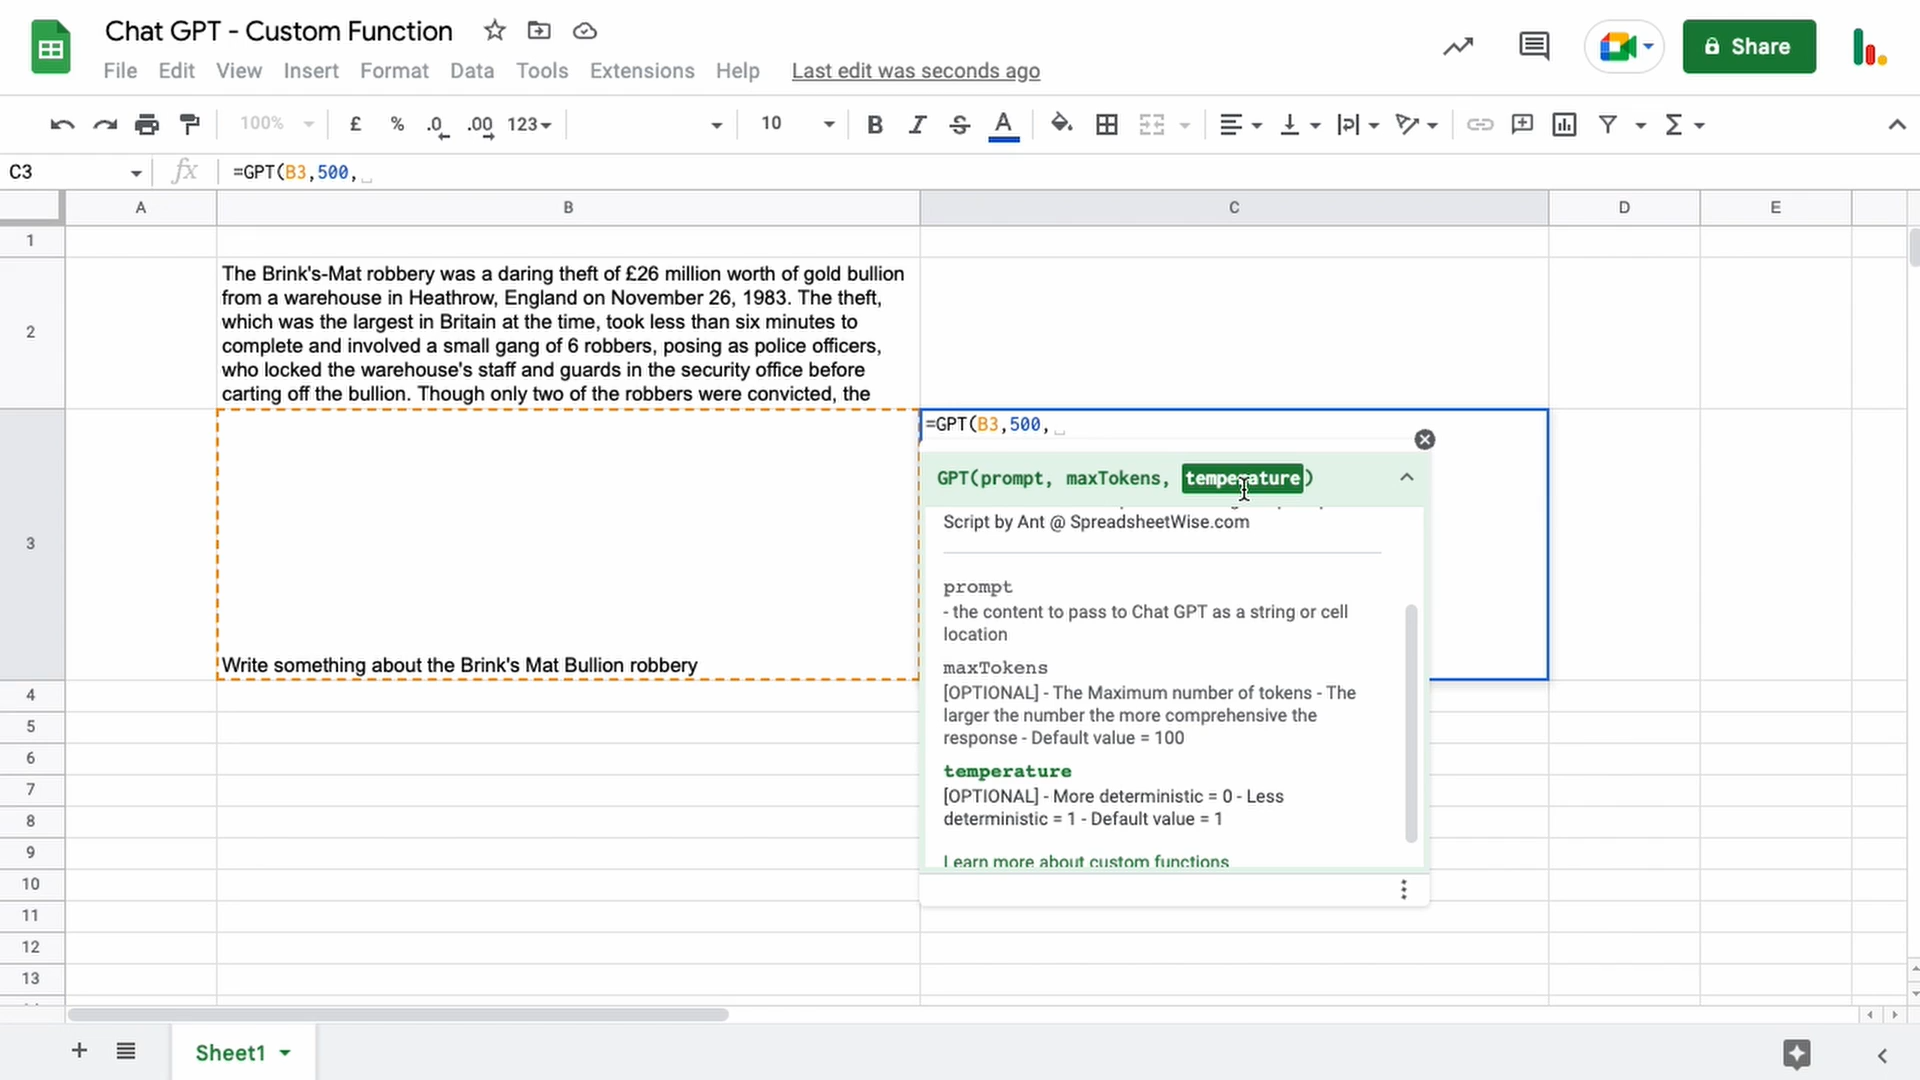 Chat GPT - Custom Function
Share
File Edit View Insert Format Data Tools Extensions Help Last edit was seconds ago
100% £ % .0 .00 123 10 B I S A
C3 fx =GPT(B3,500,
A B C D E
1
2
The Brink's-Mat robbery was a daring theft of £26 million worth of gold bullion
from a warehouse in Heathrow, England on November 26, 1983. The theft,
which was the largest in Britain at the time, took less than six minutes to
complete and involved a small gang of 6 robbers, posing as police officers,
who locked the warehouse's staff and guards in the security office before
carting off the bullion. Though only two of the robbers were convicted, the
3
Write something about the Brink's Mat Bullion robbery
=GPT(B3,500,
GPT(prompt, maxTokens, temperature)
Script by Ant @ SpreadsheetWise.com
prompt
- the content to pass to Chat GPT as a string or cell
location
maxTokens
[OPTIONAL] - The Maximum number of tokens - The
larger the number the more comprehensive the
response - Default value = 100
temperature
[OPTIONAL] - More deterministic = 0 - Less
deterministic = 1 - Default value = 1
Learn more about custom functions
4
5
6
7
8
9
10
11
12
13
Sheet1